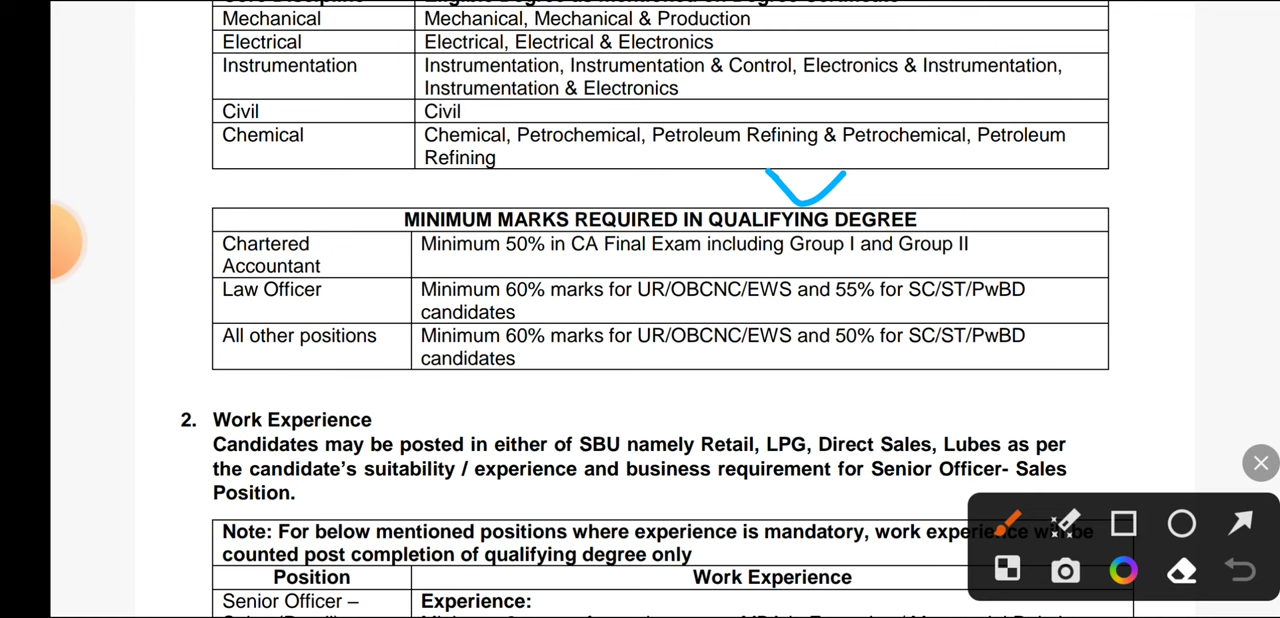 Mechanical Mechanical, Mechanical & Production
Electrical Electrical, Electrical & Electronics
Instrumentation Instrumentation, Instrumentation & Control, Electronics & Instrumentation,
Instrumentation & Electronics
Civil Civil
Chemical Chemical, Petrochemical, Petroleum Refining & Petrochemical, Petroleum
Refining
MINIMUM MARKS REQUIRED IN QUALIFYING DEGREE
Chartered Minimum 50% in CA Final Exam including Group I and Group II
Accountant
Law Officer Minimum 60% marks for UR/OBCNC/EWS and 55% for SC/ST/PwBD
candidates
All other positions Minimum 60% marks for UR/OBCNC/EWS and 50% for SC/ST/PwBD
candidates
2. Work Experience
Candidates may be posted in either of SBU namely Retail, LPG, Direct Sales, Lubes as per
the candidate's suitability / experience and business requirement for Senior Officer- Sales
Position.
Note: For below mentioned positions where experience is mandatory, work experience will be
counted post completion of qualifying degree only
Position Work Experience
Senior Officer – Experience: